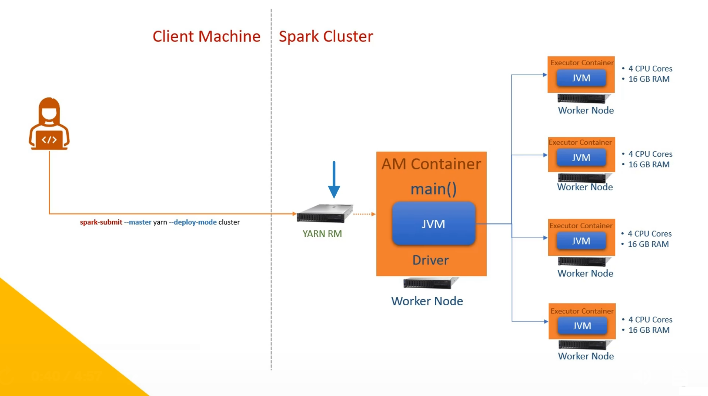 Client Machine
Spark Cluster
</>
spark-submit --master yarn --deploy-mode cluster
YARN RM
AM Container
main()
JVM
Driver
Worker Node
Executor Container
JVM
Worker Node
• 4 CPU Cores
• 16 GB RAM
Executor Container
JVM
Worker Node
• 4 CPU Cores
• 16 GB RAM
Executor Container
JVM
Worker Node
• 4 CPU Cores
• 16 GB RAM
Executor Container
JVM
Worker Node
• 4 CPU Cores
• 16 GB RAM